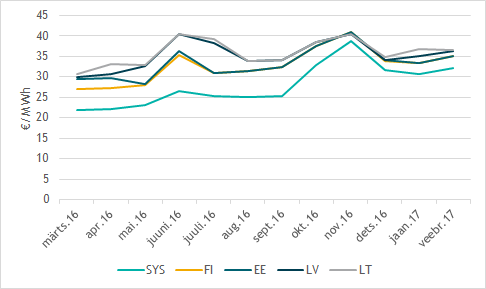 45
40
35
30
25
20
15
10
5
0
€ / MWh
märts.16
apr.16
mai.16
juuni.16
juuli.16
aug.16
sept.16
okt.16
nov.16
dets.16
jaan.17
veebr.17
SYS FI EE LV LT